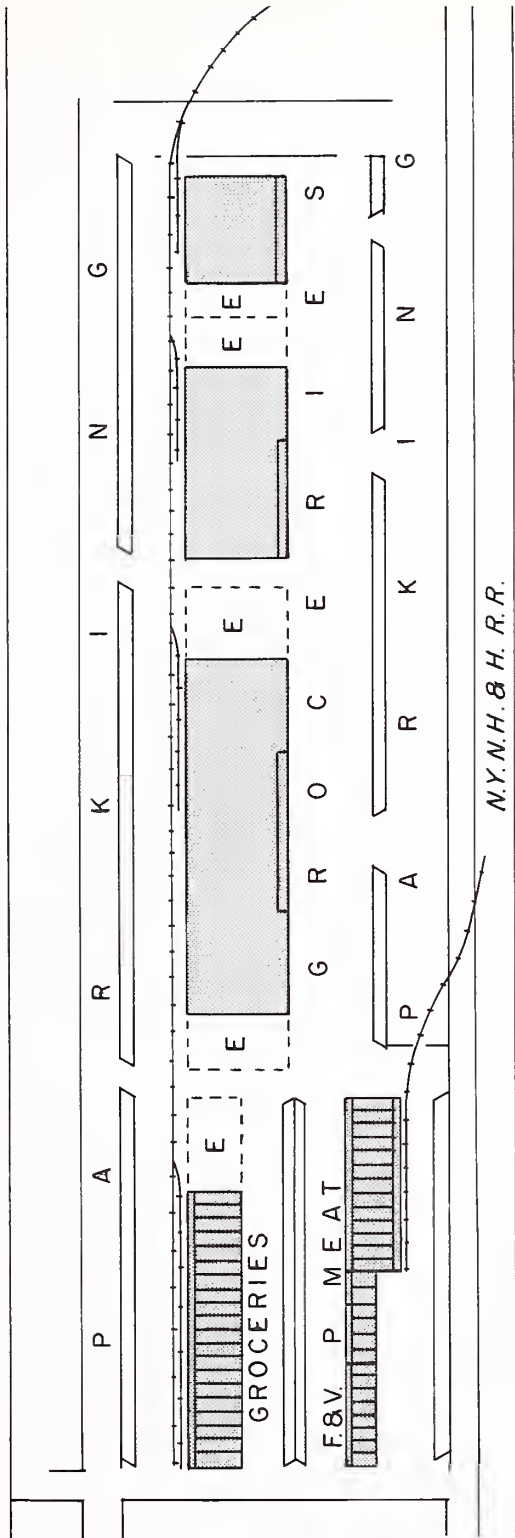 PARKING
E E E E E
GROCERIES
GROCERIES
F.&V. P MEAT
PARKING
N.Y.N.H. & H. R.R.